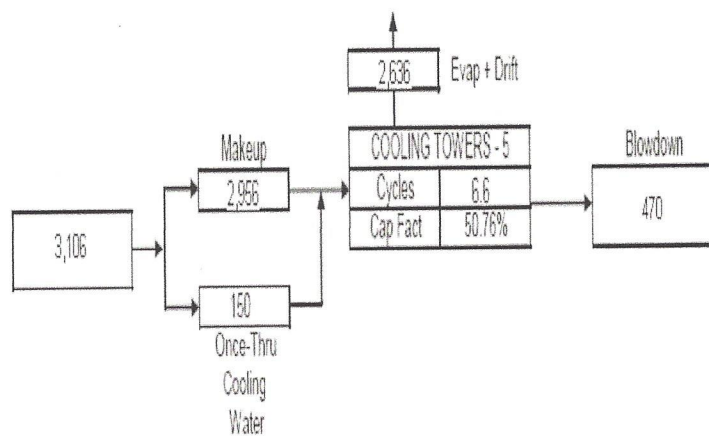 2,636
Evap + Drift
Makeup
2,956
COOLING TOWERS - 5
Cycles 6.6
Cap Fact 50.76%
Blowdown
470
3,106
150
Once-Thru
Cooling
Water